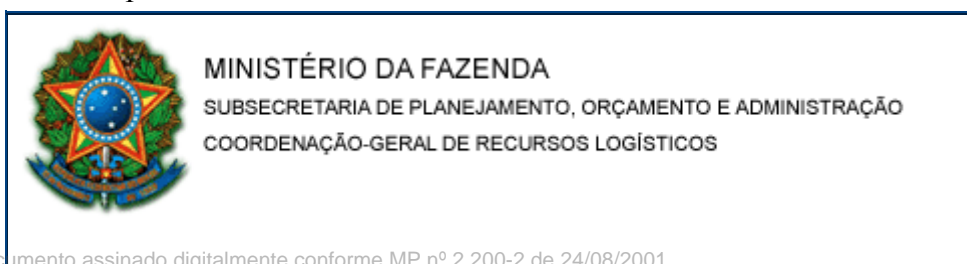 MINISTÉRIO DA FAZENDA
SUBSECRETARIA DE PLANEJAMENTO, ORÇAMENTO E ADMINISTRAÇÃO
COORDENAÇÃO-GERAL DE RECURSOS LOGÍSTICOS
assinado digitalmente conforme MP nº 2.200-2 de 24/08/2001